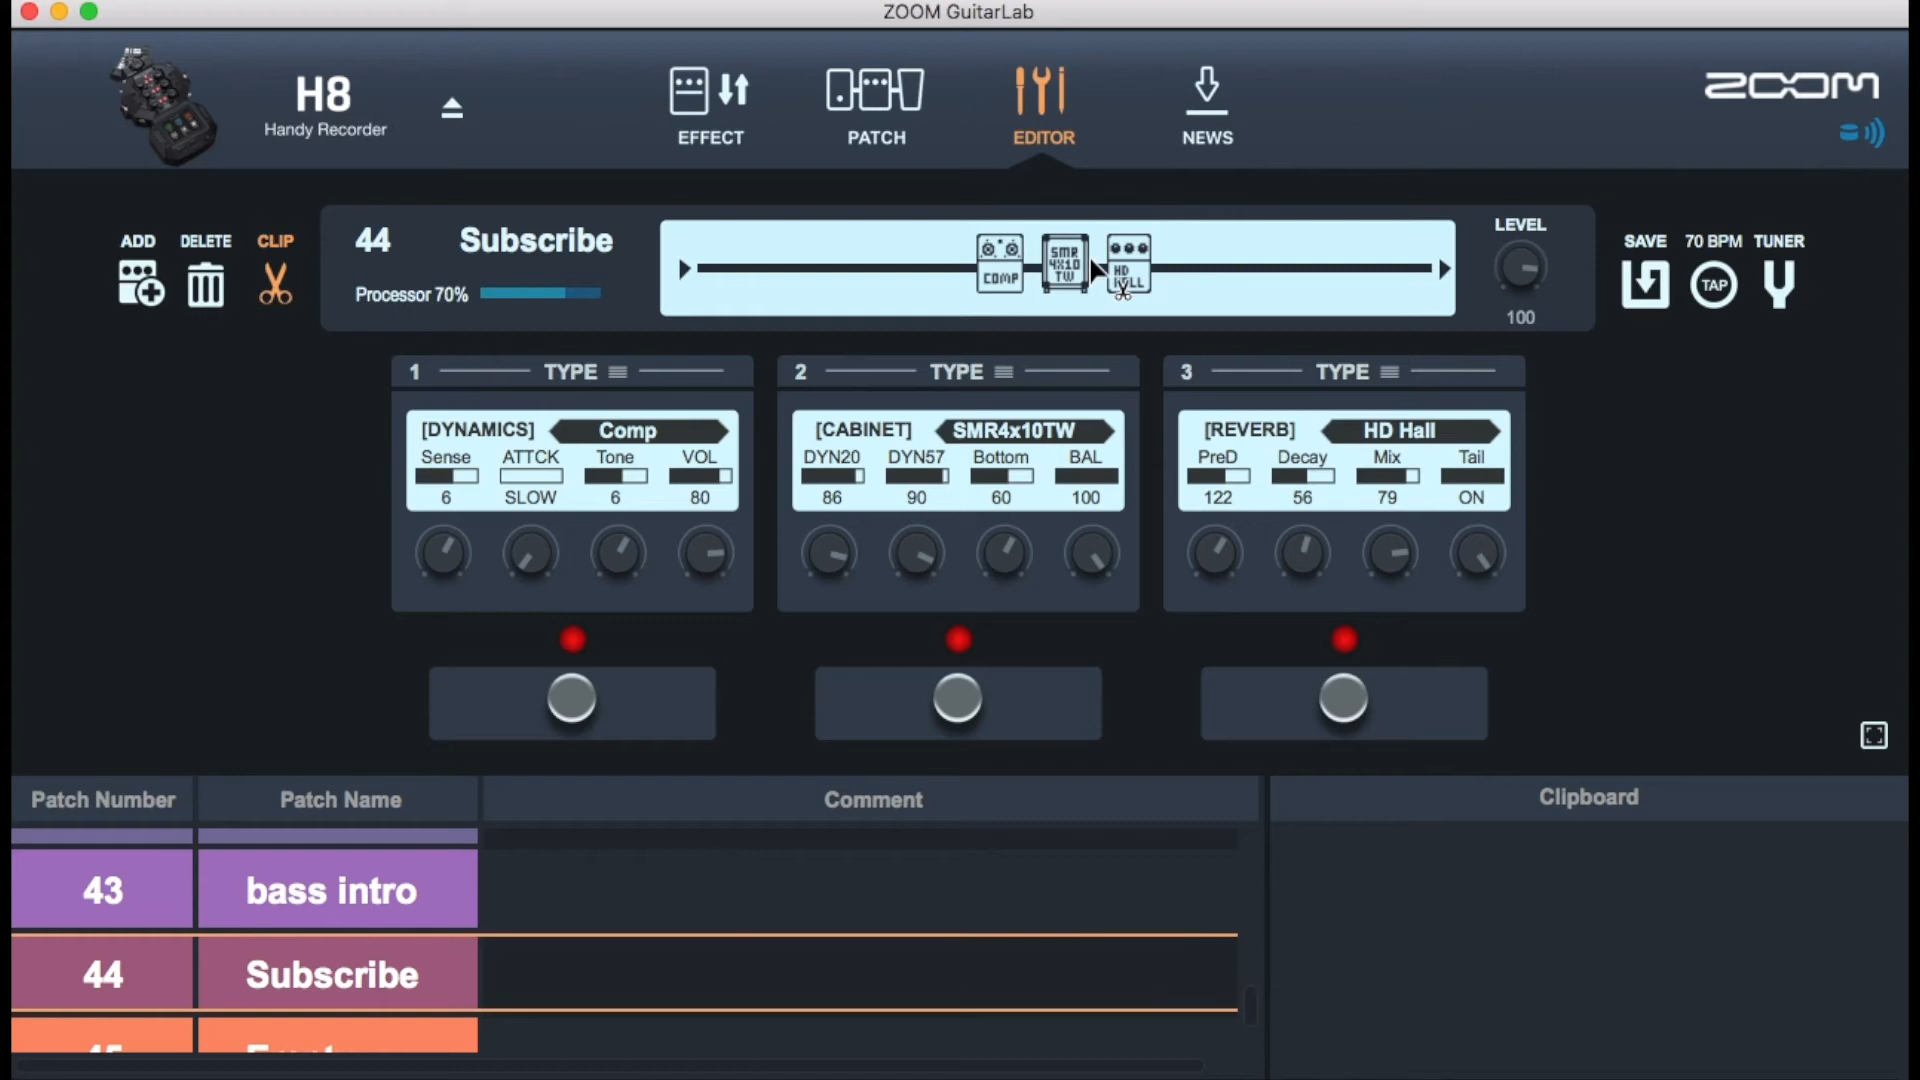 ZOOM GuitarLab
H8
Handy Recorder
EFFECT
PATCH
EDITOR
NEWS
ZOOM
ADD
DELETE
CLIP
44
Subscribe
Processor 70%
COMP
SMR
4X10
TW
HD
LEVEL
100
SAVE
70 BPM
TUNER
TAP
1 TYPE
2 TYPE
3 TYPE
[DYNAMICS] Comp
Sense ATTCK Tone VOL
6 SLOW 6 80
[CABINET] SMR4x10TW
DYN20 DYN57 Bottom BAL
86 90 60 100
[REVERB] HD Hall
PreD Decay Mix Tail
122 56 79 ON
Patch Number Patch Name Comment Clipboard
43 bass intro
44 Subscribe